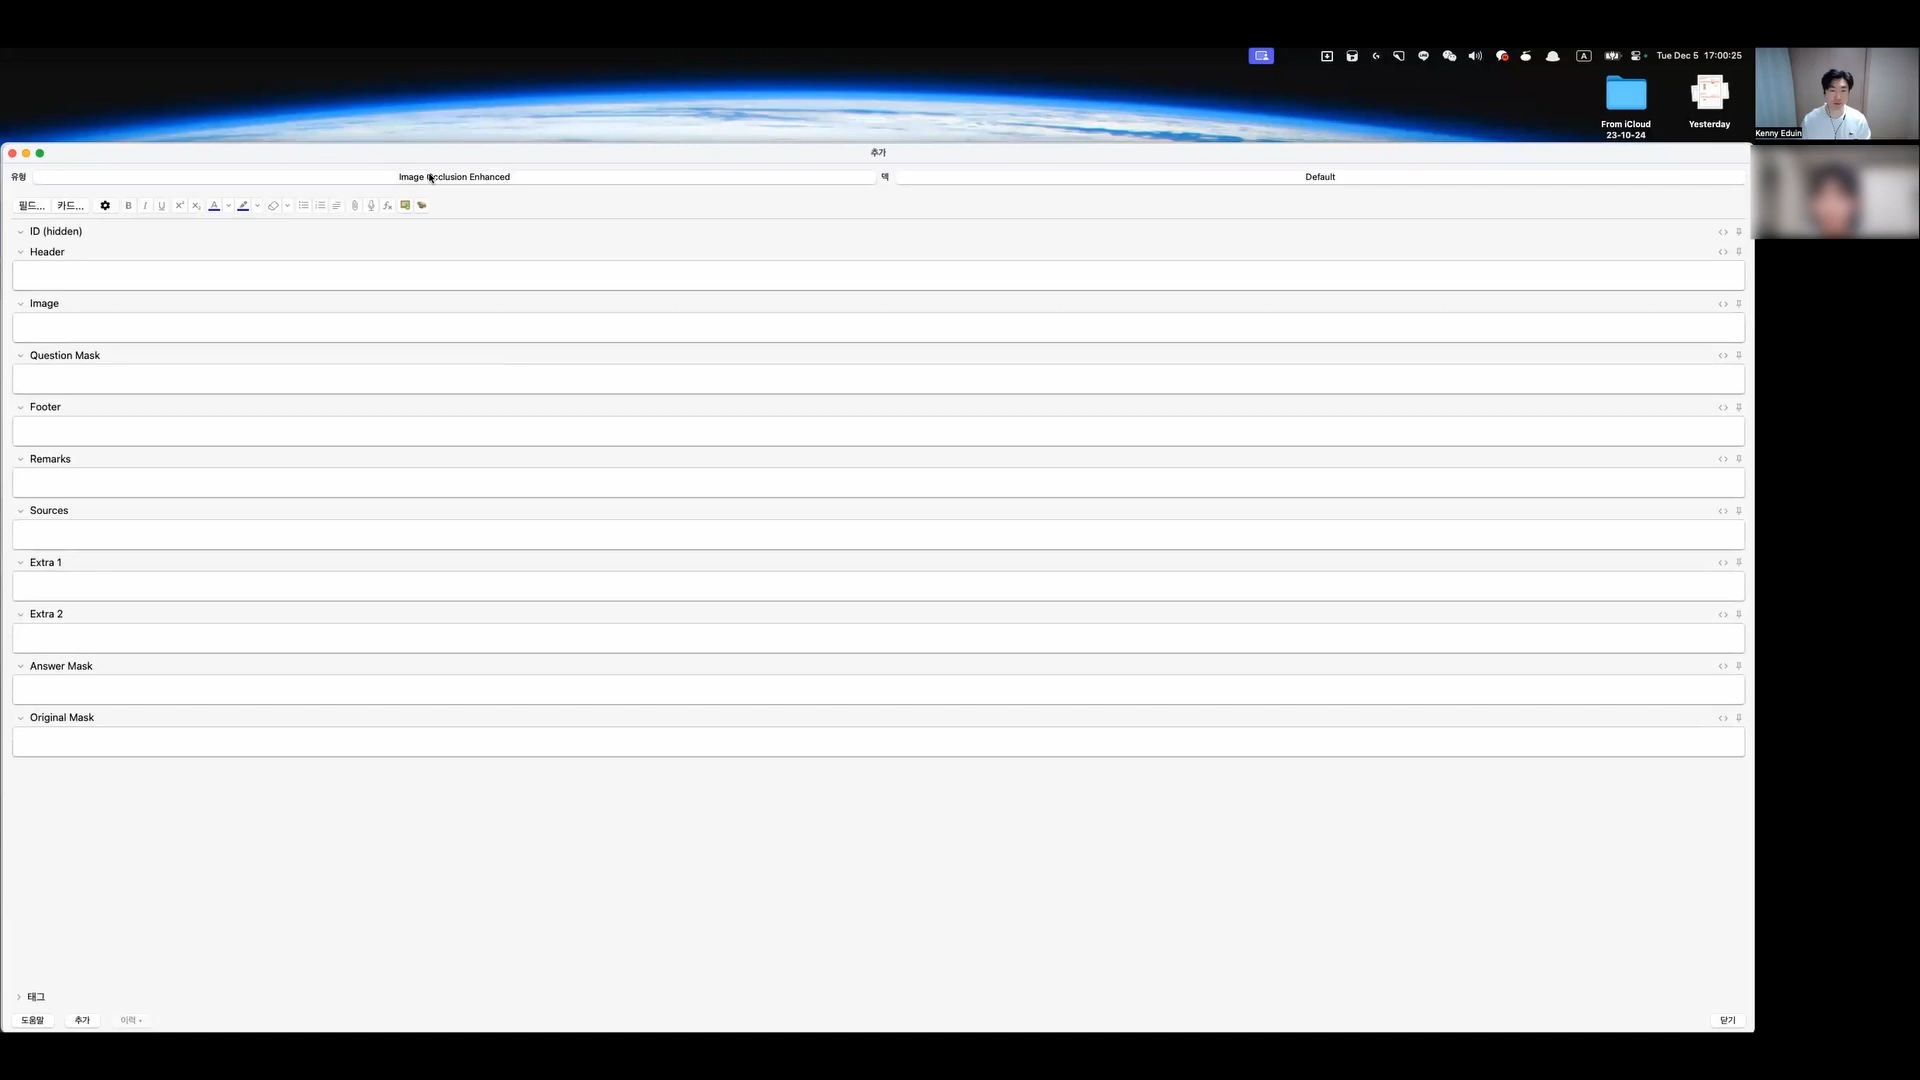 Tue Dec 5 17:00:25
From iCloud
23-10-24
Yesterday
Kenny Eduin
추가
유형
Image Occlusion Enhanced
덱
Default
필드...
카드...
ID (hidden)
Header
Image
Question Mask
Footer
Remarks
Sources
Extra 1
Extra 2
Answer Mask
Original Mask
태그
도움말
추가
이력
닫기